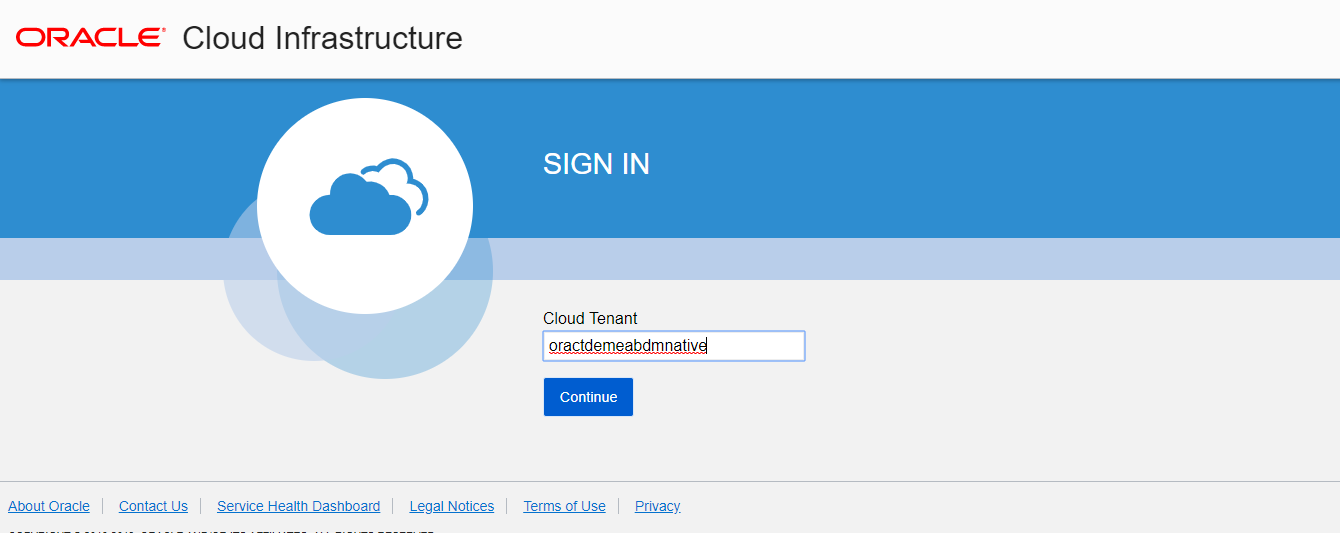 ORACLE® Cloud Infrastructure
SIGN IN
Cloud Tenant
oractdemeabdmnative
Continue
About Oracle
Contact Us
Service Health Dashboard
Legal Notices
Terms of Use
Privacy